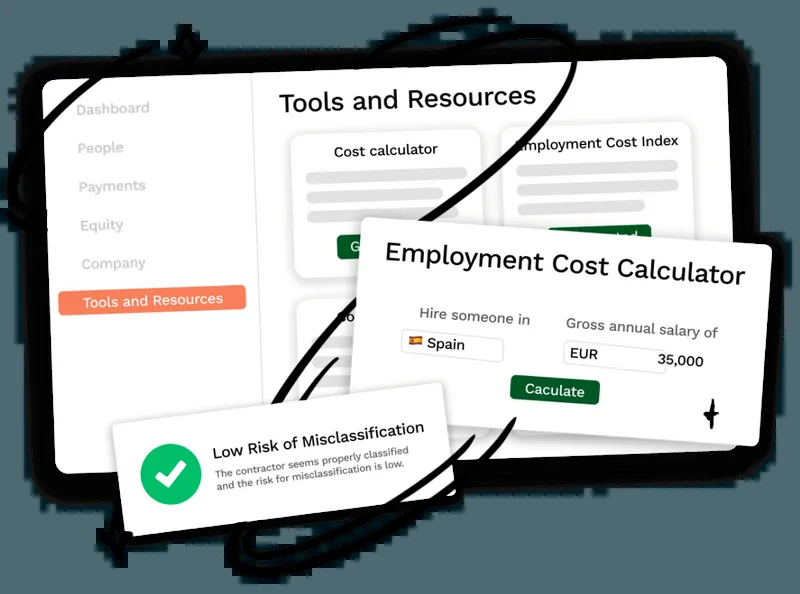 Dashboard
People
Payments
Equity
Company
Tools and Resources
Tools and Resources
Cost calculator
Employment Cost Index
Employment Cost Calculator
Hire someone in
Gross annual salary of
Spain
EUR
35,000
Caculate
Low Risk of Misclassification
The contractor seems properly classified
and the risk for misclassification is low.